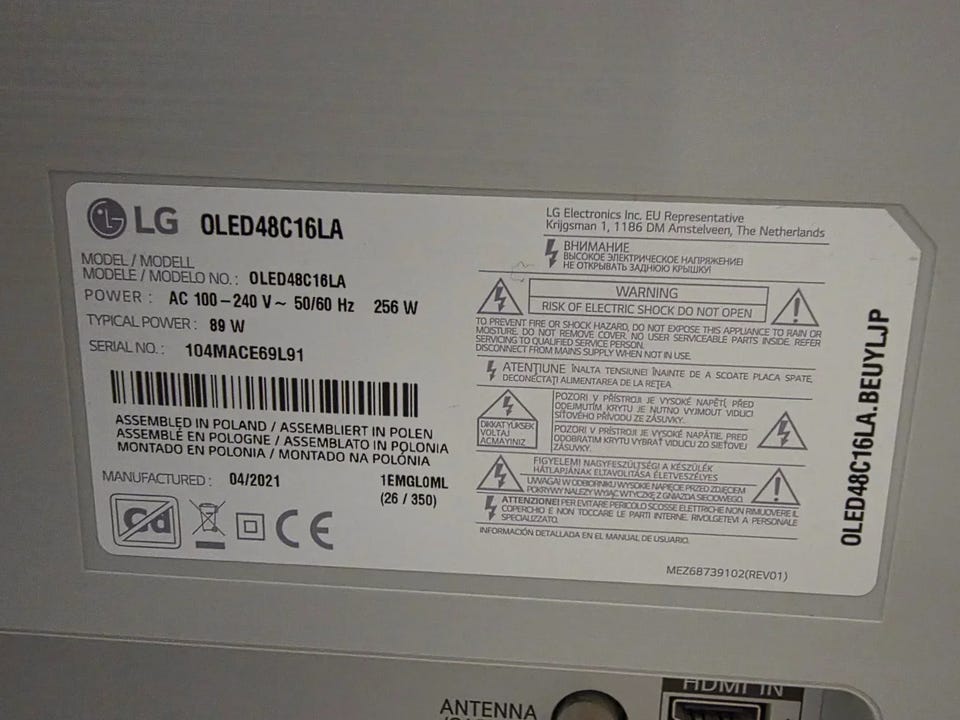 LG OLED48C16LA
MODEL / MODELL
MODELE / MODELO NO.: OLED48C16LA
POWER : AC 100-240 V~ 50/60 Hz 256 W
TYPICAL POWER : 89 W
SERIAL NO. : 104MACE69L91
ASSEMBLED IN POLAND / ASSEMBLIERT IN POLEN
ASSEMBLÉ EN POLOGNE / ASSEMBLATO IN POLONIA
MONTADO EN POLONIA / MONTADO NA POLÓNIA
MANUFACTURED : 04/2021 1EMGL0ML
(26 / 350)
Cd
CE
LG Electronics Inc. EU Representative
Krijgsman 1, 1186 DM Amstelveen, The Netherlands
ВНИМАНИЕ
ВЫСОКОЕ ЭЛЕКТРИЧЕСКОЕ НАПРЯЖЕНИЕ!
НЕ ОТКРЫВАТЬ ЗАДНЮЮ КРЫШКУ!
WARNING
RISK OF ELECTRIC SHOCK DO NOT OPEN
TO PREVENT FIRE OR SHOCK HAZARD, DO NOT EXPOSE THIS APPLIANCE TO RAIN OR
MOISTURE. DO NOT REMOVE COVER. NO USER SERVICEABLE PARTS INSIDE. REFER
SERVICING TO QUALIFIED SERVICE PERSON.
DISCONNECT FROM MAINS SUPPLY WHEN NOT IN USE.
ATENŢIUNE ÎNALTA TENSIUNE! ÎNAINTE DE A SCOATE PLACA SPATE,
DECONECTAŢI ALIMENTAREA DE LA REŢEA
DIKKAT YÜKSEK
VOLTAJ
AÇMAYINIZ
POZOR! V PŘÍSTROJI JE VYSOKÉ NAPĚTÍ, PŘED
ODEJMUTÍM KRYTU JE NUTNO VYJMOUT VIDLICI
SÍŤOVÉHO PŘÍVODU ZE ZÁSUVKY.
POZOR! V PRÍSTROJI JE VYSOKÉ NAPÄTIE, PRED
ODOBRATIM KRYTU VYBRAŤ VIDLICU ZO SIEŤOVEJ
ZÁSUVKY.
FIGYELEM! NAGYFESZÜLTSÉG! A KÉSZÜLÉK
HÁTLAPJÁNAK ELTÁVOLÍTÁSA ÉLETVESZÉLYES
UWAGA! W ODBIORNIKU WYSOKIE NAPIĘCIE PRZED ZDJĘCIEM
POKRYWY NALEŻY WYJĄĆ WTYCZKĘ Z GNIAZDA SIECIOWEGO
ATTENZIONE! PER EVITARE PERICOLO SCOSSE ELETTRICHE NON RIMUOVERE IL
COPERCHIO E NON TOCCARE LE PARTI INTERNE. RIVOLGETEVI A PERSONALE
SPECIALIZZATO.
INFORMACIÓN DETALLADA EN EL MANUAL DE USUARIO.
MEZ68739102(REV01)
OLED48C16LA.BEUYLJP
ANTENNA
HDMI IN